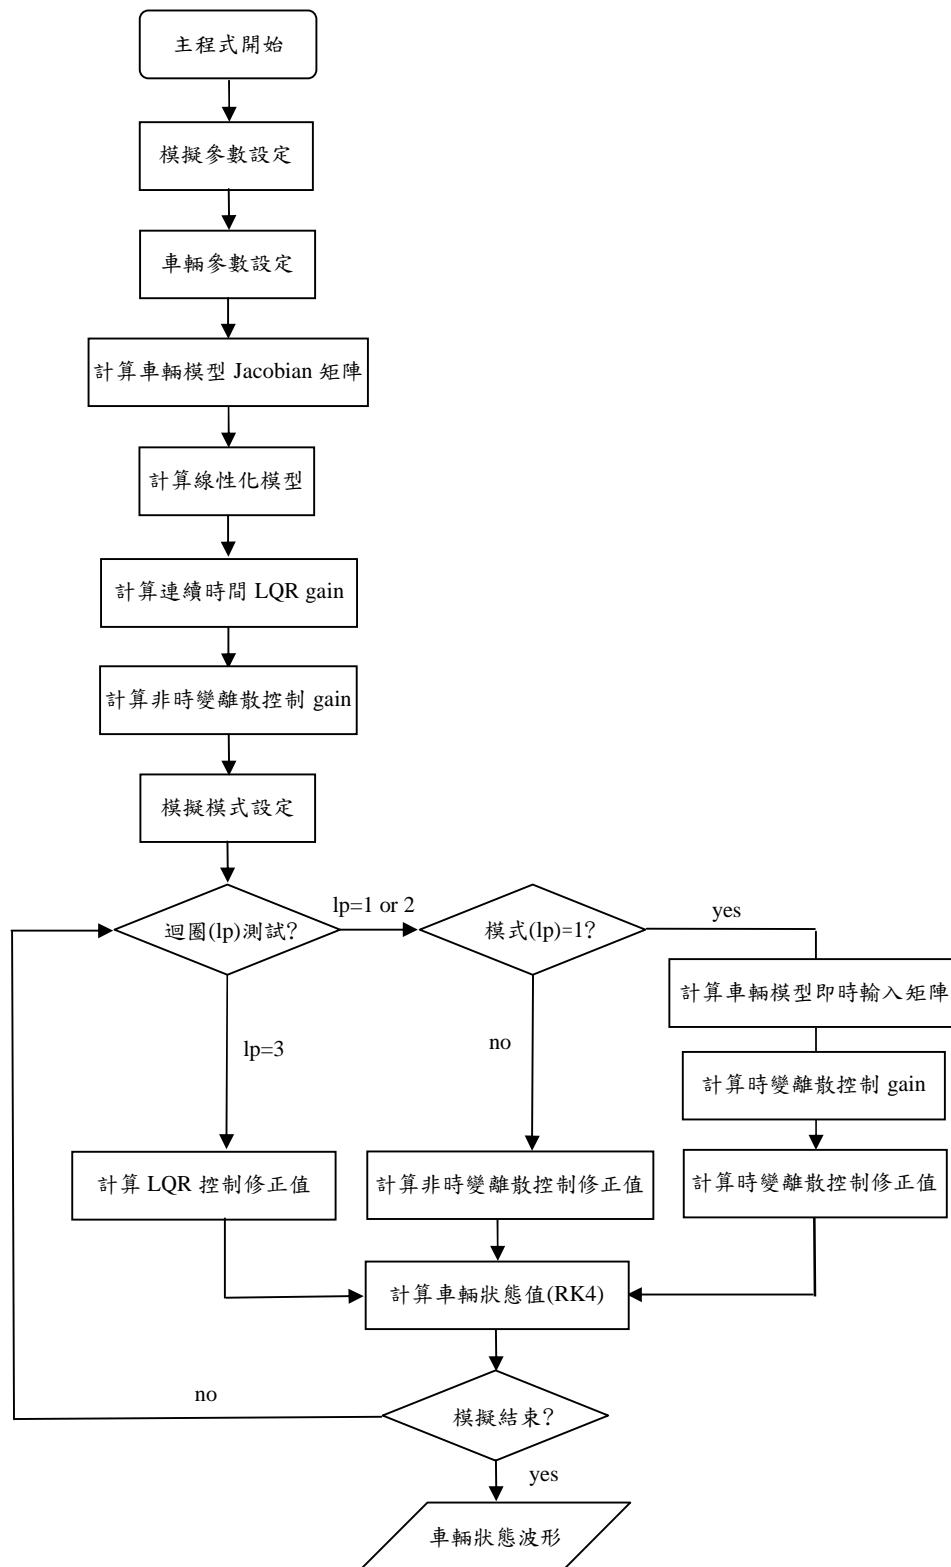 主程式開始
模擬參數設定
車輛參數設定
計算車輛模型 Jacobian 矩陣
計算線性化模型
計算連續時間 LQR gain
計算非時變離散控制 gain
模擬模式設定
迴圈(lp)測試?
lp=1 or 2
模式(lp)=1?
yes
計算車輛模型即時輸入矩陣
no
lp=3
計算時變離散控制 gain
計算 LQR 控制修正值
計算非時變離散控制修正值
計算時變離散控制修正值
計算車輛狀態值(RK4)
no
模擬結束?
yes
車輛狀態波形